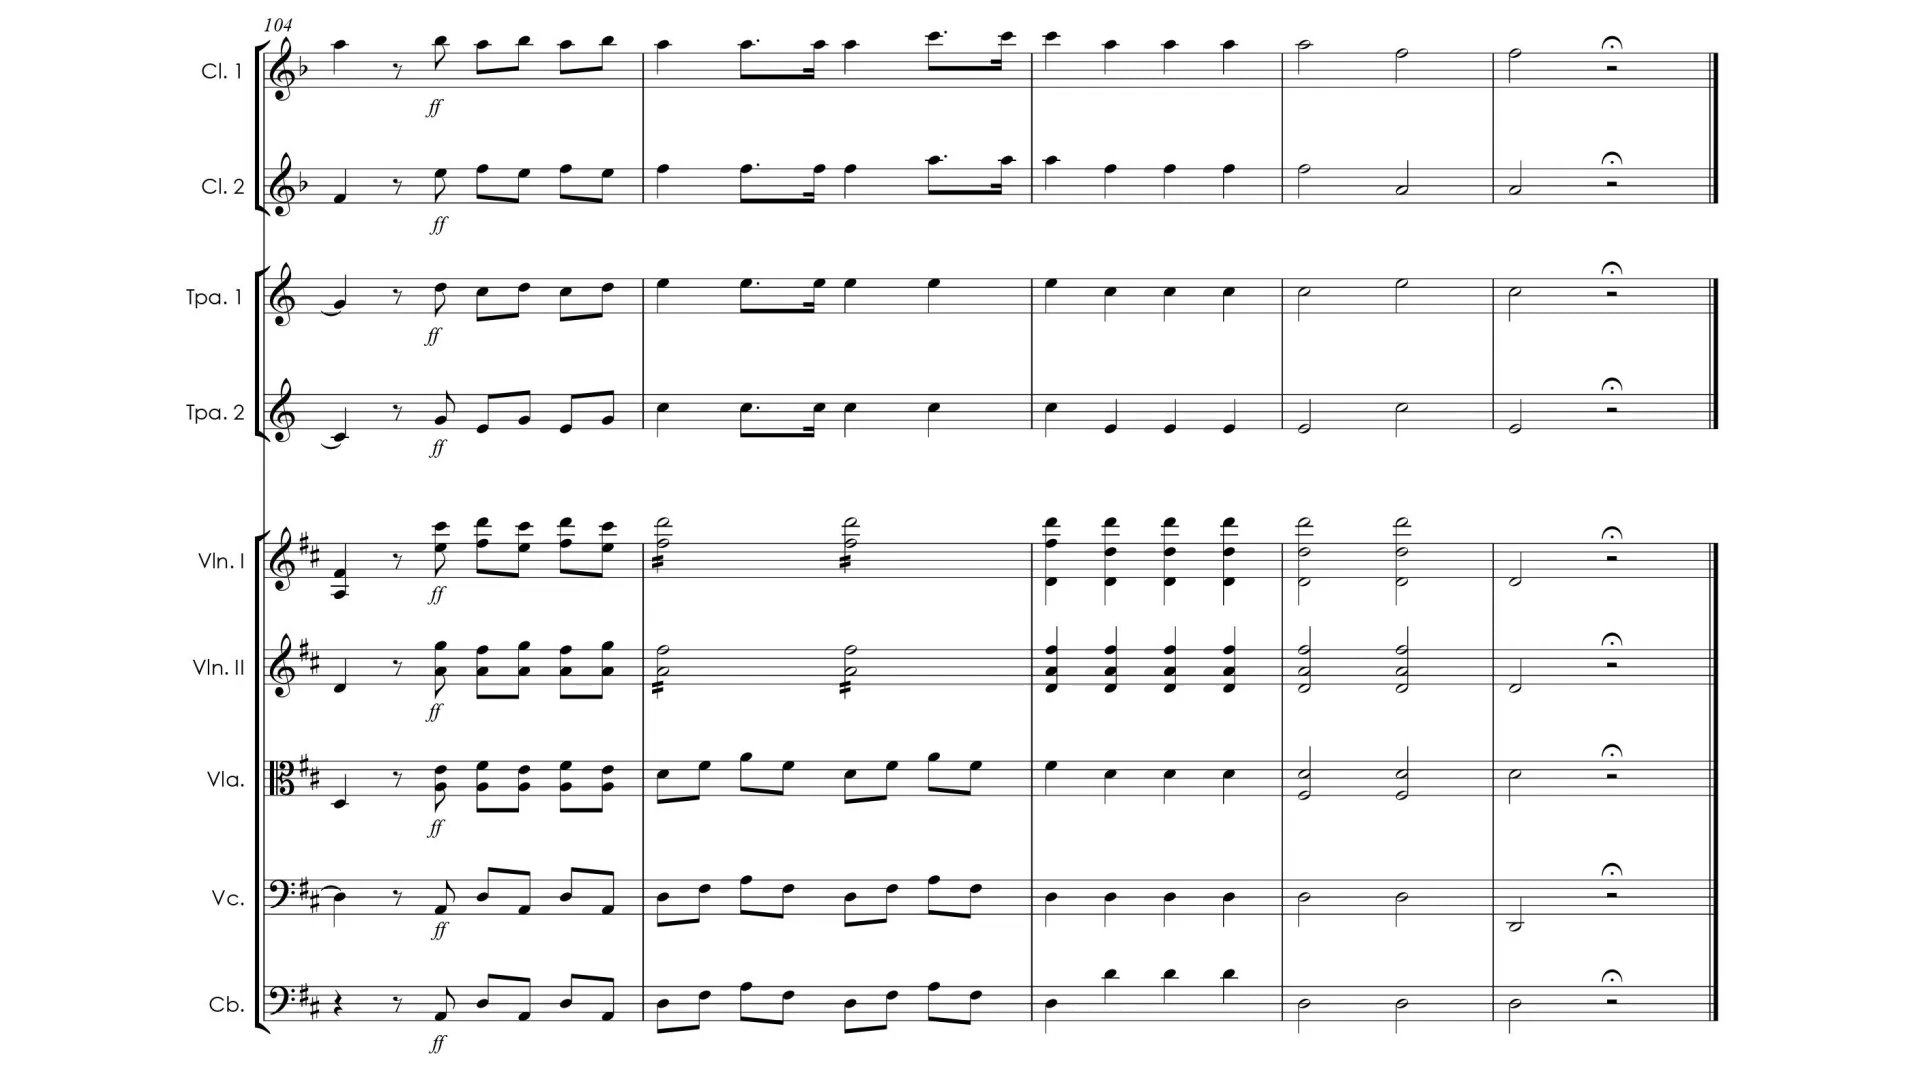 104
Cl. 1
ff
Cl. 2
ff
Tpa. 1
ff
Tpa. 2
ff
Vln. I
ff
Vln. II
ff
Vla.
ff
Vc.
ff
Cb.
ff